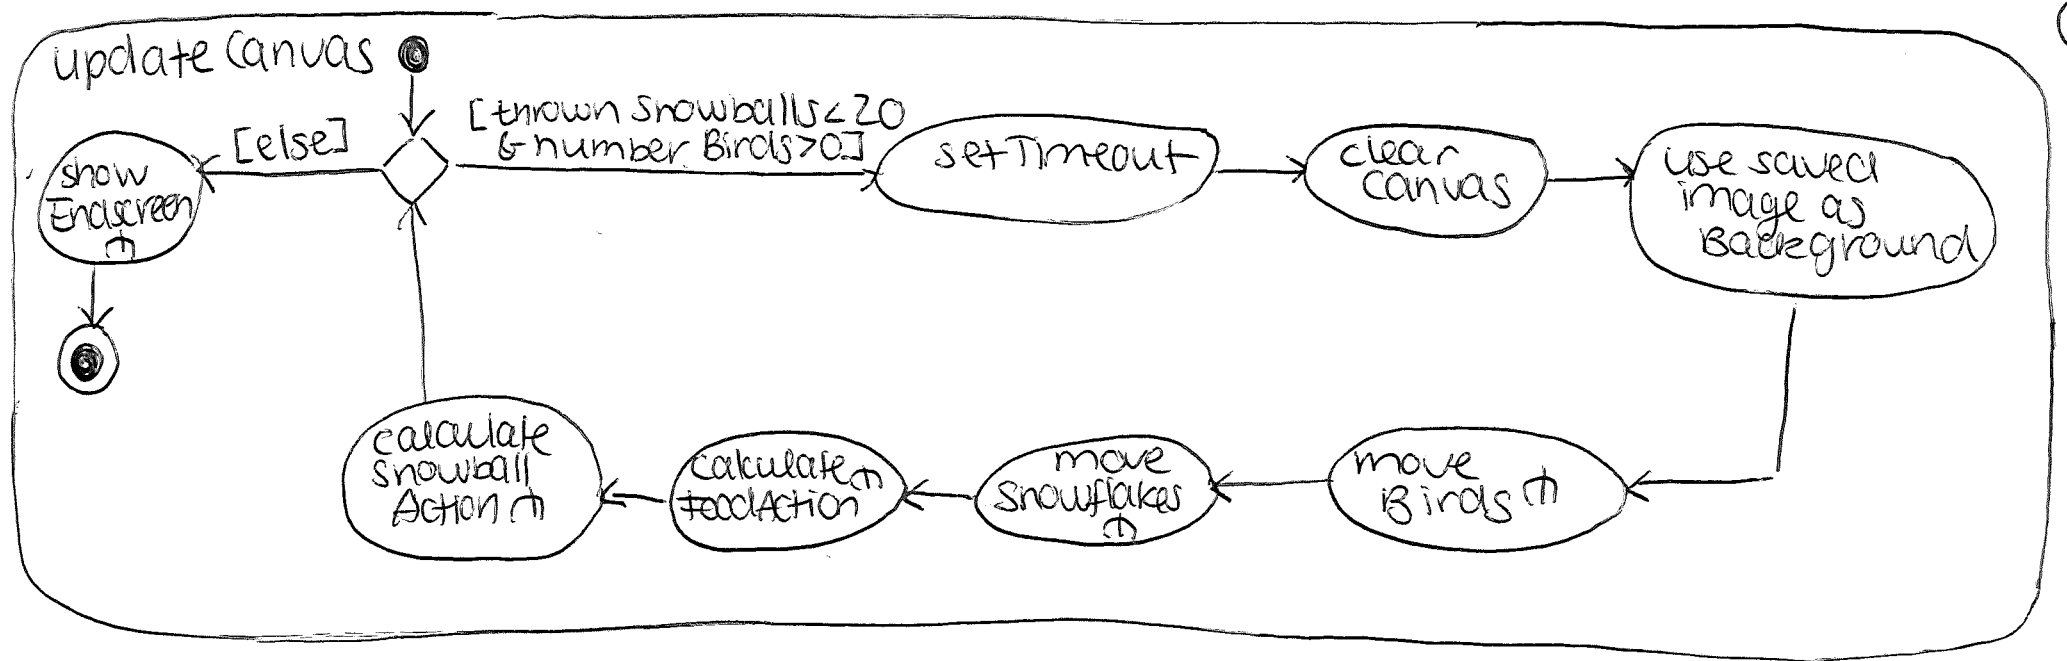 update Canvas
[else]
[thrown Snowballs<20
& number Birds>0]
show
Endscreen
setTimeout
clear
canvas
use saved
image as
Background
move
Birds
move
Snowflakes
calculate
foodAction
calculate
snowball
Action